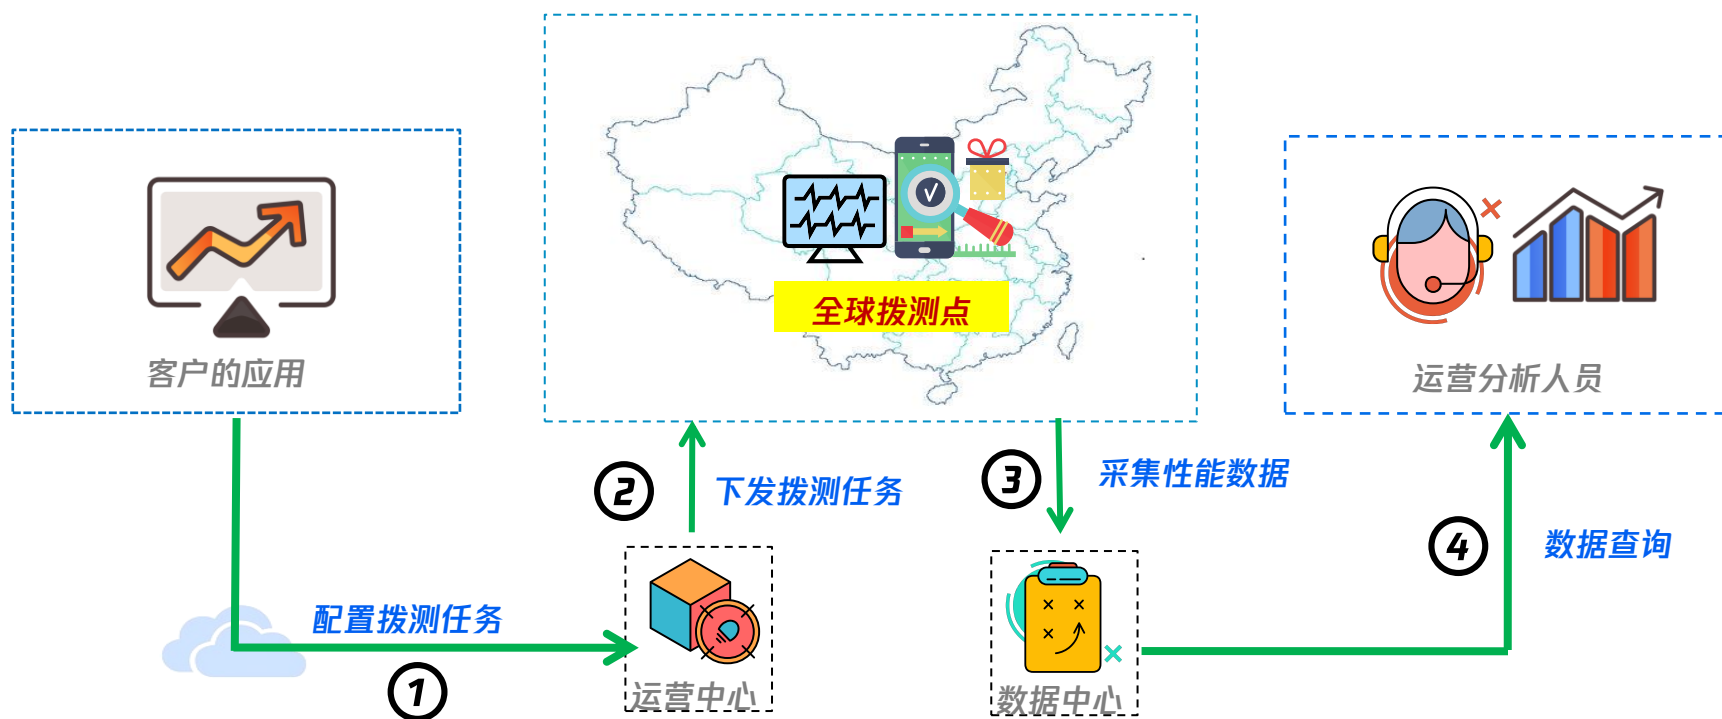 全球拨测点
客户的应用
运营分析人员
2
下发拨测任务
3
采集性能数据
4
数据查询
配置拨测任务
1
运营中心
数据中心